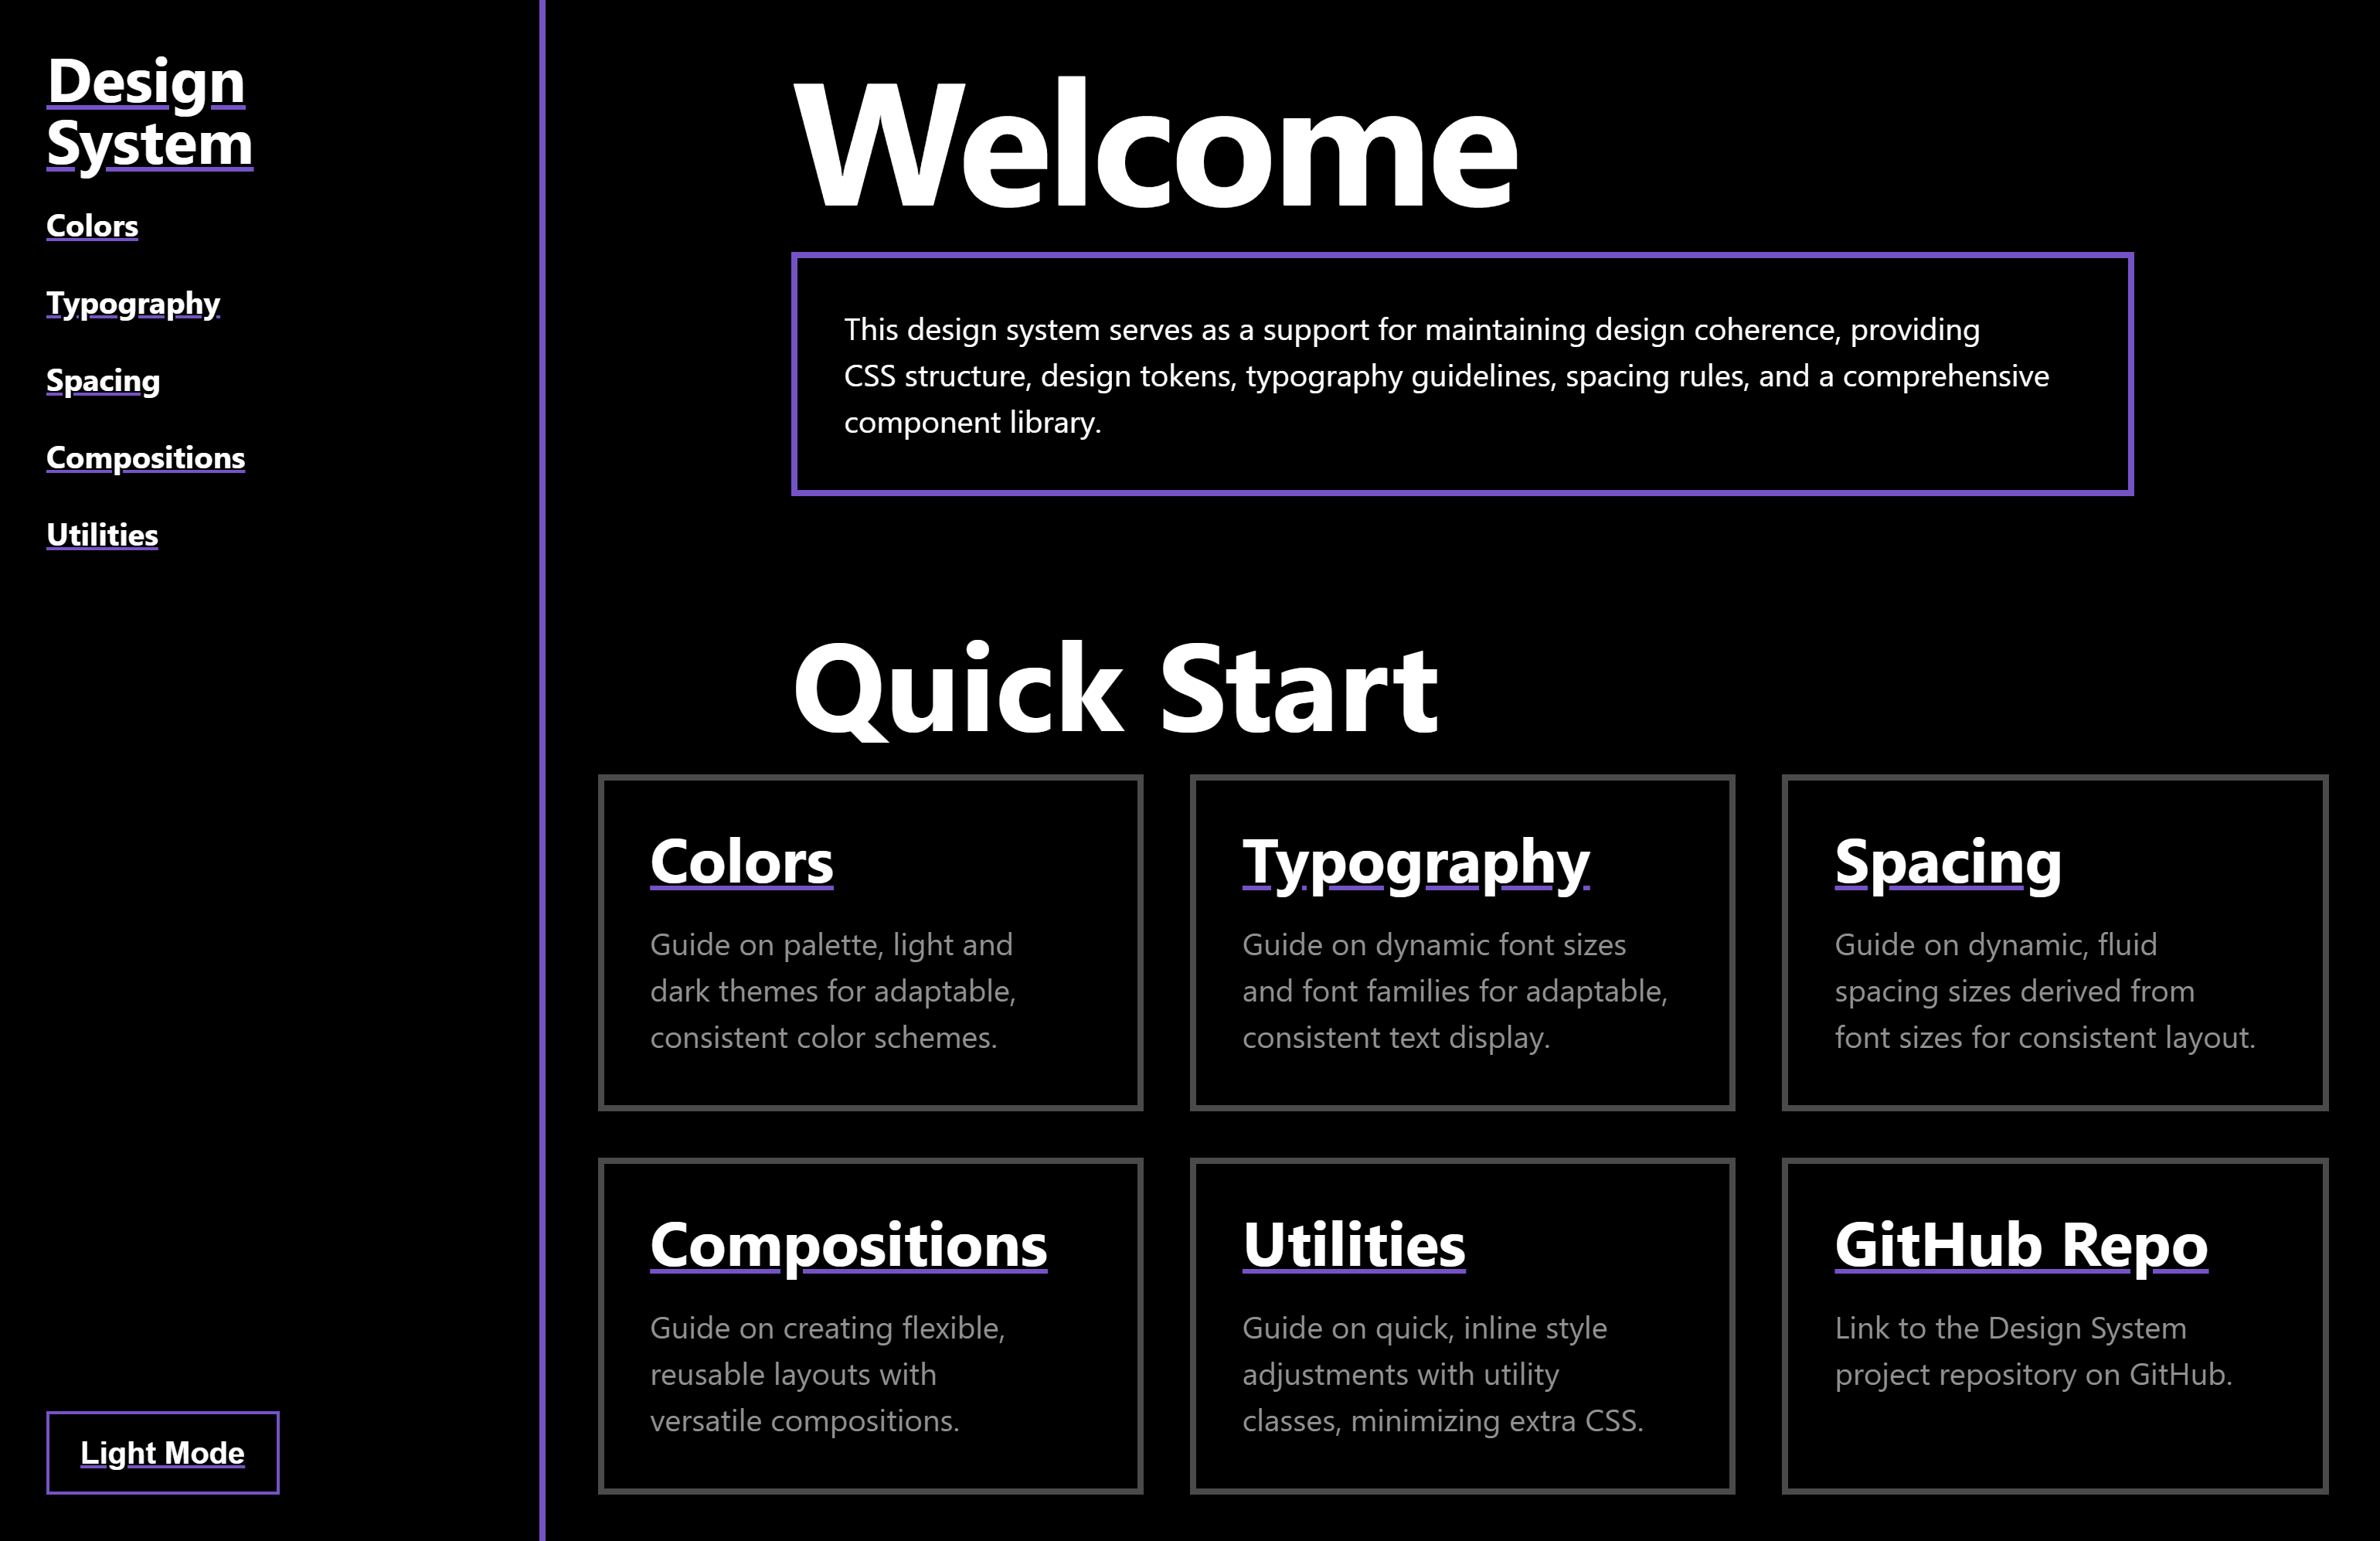 Design
System
Colors
Typography
Spacing
Compositions
Utilities
Light Mode
Welcome
This design system serves as a support for maintaining design coherence, providing
CSS structure, design tokens, typography guidelines, spacing rules, and a comprehensive
component library.
Quick Start
Colors
Guide on palette, light and
dark themes for adaptable,
consistent color schemes.
Typography
Guide on dynamic font sizes
and font families for adaptable,
consistent text display.
Spacing
Guide on dynamic, fluid
spacing sizes derived from
font sizes for consistent layout.
Compositions
Guide on creating flexible,
reusable layouts with
versatile compositions.
Utilities
Guide on quick, inline style
adjustments with utility
classes, minimizing extra CSS.
GitHub Repo
Link to the Design System
project repository on GitHub.